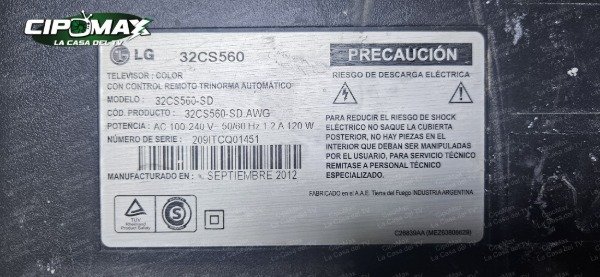 CIPOMAX
LA CASA DEL TV
LG 32CS560
TELEVISOR : COLOR
CON CONTROL REMOTO TRINORMA AUTOMÁTICO
MODELO : 32CS560-SD
CÓD. PRODUCTO : 32CS560-SD.AWG
POTENCIA : AC 100-240 V~ 50/60 Hz 1.2 A 120 W
NÚMERO DE SERIE : 209ITCQ01451
MANUFACTURADO EN : SEPTIEMBRE 2012
TÜV
S
PRECAUCIÓN
RIESGO DE DESCARGA ELÉCTRICA
PARA REDUCIR EL RIESGO DE SHOCK
ELÉCTRICO NO SAQUE LA CUBIERTA
POSTERIOR, NO HAY PIEZAS EN EL
INTERIOR QUE DEBAN SER MANIPULADAS
POR EL USUARIO, PARA SERVICIO TÉCNICO
REMITASE A PERSONAL TÉCNICO
ESPECIALIZADO.
FABRICADO en el A.A.E. Tierra del Fuego INDUSTRIA ARGENTINA